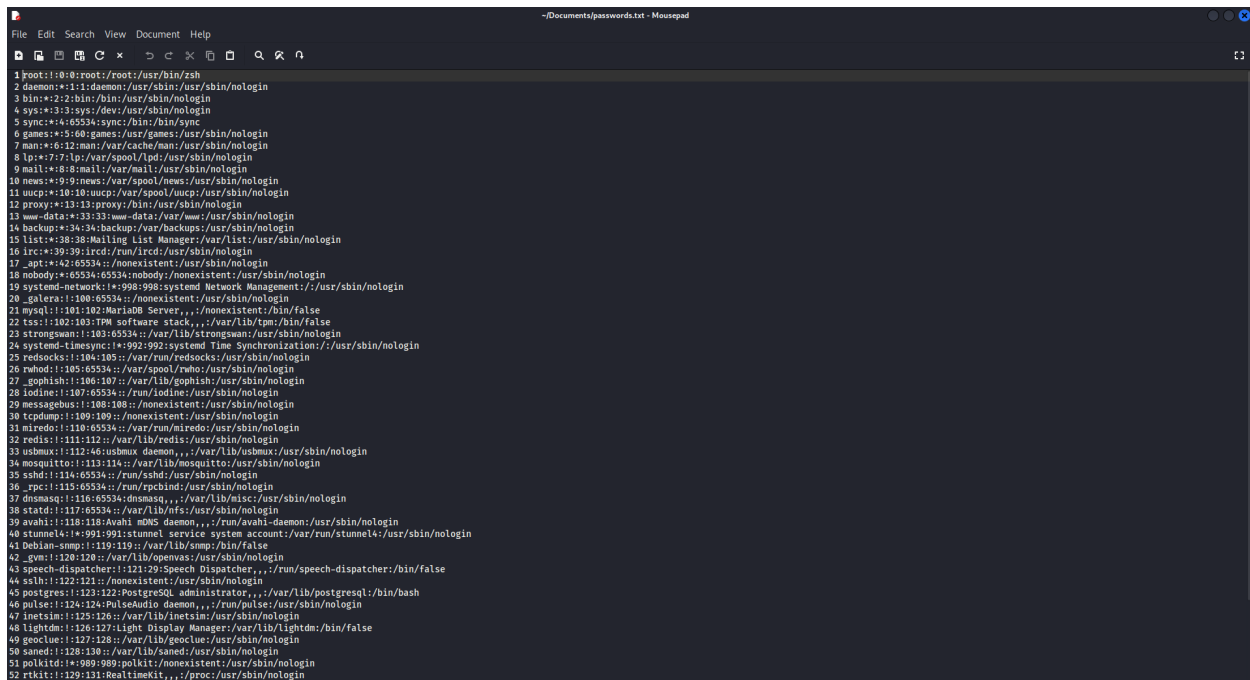 ~/Documents/passwords.txt - Mousepad
File Edit Search View Document Help
1 root:!:0:0:root:/root:/usr/bin/zsh
2 daemon:*:1:1:daemon:/usr/sbin:/usr/sbin/nologin
3 bin:*:2:2:bin:/bin:/usr/sbin/nologin
4 sys:*:3:3:sys:/dev:/usr/sbin/nologin
5 sync:*:4:65534:sync:/bin:/bin/sync
6 games:*:5:60:games:/usr/games:/usr/sbin/nologin
7 man:*:6:12:man:/var/cache/man:/usr/sbin/nologin
8 lp:*:7:7:lp:/var/spool/lpd:/usr/sbin/nologin
9 mail:*:8:8:mail:/var/mail:/usr/sbin/nologin
10 news:*:9:9:news:/var/spool/news:/usr/sbin/nologin
11 uucp:*:10:10:uucp:/var/spool/uucp:/usr/sbin/nologin
12 proxy:*:13:13:proxy:/bin:/usr/sbin/nologin
13 www-data:*:33:33:www-data:/var/www:/usr/sbin/nologin
14 backup:*:34:34:backup:/var/backups:/usr/sbin/nologin
15 list:*:38:38:Mailing List Manager:/var/list:/usr/sbin/nologin
16 irc:*:39:39:ircd:/run/ircd:/usr/sbin/nologin
17 _apt:*:42:65534::/nonexistent:/usr/sbin/nologin
18 nobody:*:65534:65534:nobody:/nonexistent:/usr/sbin/nologin
19 systemd-network:!*:998:998:systemd Network Management:/:/usr/sbin/nologin
20 _galera:!:100:65534::/nonexistent:/usr/sbin/nologin
21 mysql:!:101:102:MariaDB Server,,,:/nonexistent:/bin/false
22 tss:!:102:103:TPM software stack,,,:/var/lib/tpm:/bin/false
23 strongswan:!:103:65534::/var/lib/strongswan:/usr/sbin/nologin
24 systemd-timesync:!*:992:992:systemd Time Synchronization:/:/usr/sbin/nologin
25 redsocks:!:104:105::/var/run/redsocks:/usr/sbin/nologin
26 rwhod:!:105:65534::/var/spool/rwho:/usr/sbin/nologin
27 _gophish:!:106:107::/var/lib/gophish:/usr/sbin/nologin
28 iodine:!:107:65534::/run/iodine:/usr/sbin/nologin
29 messagebus:!:108:108::/nonexistent:/usr/sbin/nologin
30 tcpdump:!:109:109::/nonexistent:/usr/sbin/nologin
31 miredo:!:110:65534::/var/run/miredo:/usr/sbin/nologin
32 redis:!:111:112::/var/lib/redis:/usr/sbin/nologin
33 usbmux:!:112:46:usbmux daemon,,,:/var/lib/usbmux:/usr/sbin/nologin
34 mosquitto:!:113:114::/var/lib/mosquitto:/usr/sbin/nologin
35 sshd:!:114:65534::/run/sshd:/usr/sbin/nologin
36 _rpc:!:115:65534::/run/rpcbind:/usr/sbin/nologin
37 dnsmasq:!:116:65534:dnsmasq,,,:/var/lib/misc:/usr/sbin/nologin
38 statd:!:117:65534::/var/lib/nfs:/usr/sbin/nologin
39 avahi:!:118:118:Avahi mDNS daemon,,,:/run/avahi-daemon:/usr/sbin/nologin
40 stunnel4:!*:991:991:stunnel service system account:/var/run/stunnel4:/usr/sbin/nologin
41 Debian-snmp:!:119:119::/var/lib/snmp:/bin/false
42 _gvm:!:120:120::/var/lib/openvas:/usr/sbin/nologin
43 speech-dispatcher:!:121:29:Speech Dispatcher,,,:/run/speech-dispatcher:/bin/false
44 sslh:!:122:121::/nonexistent:/usr/sbin/nologin
45 postgres:!:123:122:PostgreSQL administrator,,,:/var/lib/postgresql:/bin/bash
46 pulse:!:124:124:PulseAudio daemon,,,:/run/pulse:/usr/sbin/nologin
47 inetsim:!:125:126::/var/lib/inetsim:/usr/sbin/nologin
48 lightdm:!:126:127:Light Display Manager:/var/lib/lightdm:/bin/false
49 geoclue:!:127:128::/var/lib/geoclue:/usr/sbin/nologin
50 saned:!:128:130::/var/lib/saned:/usr/sbin/nologin
51 polkitd:!*:989:989:polkit:/nonexistent:/usr/sbin/nologin
52 rtkit:!:129:131:RealtimeKit,,,:/proc:/usr/sbin/nologin